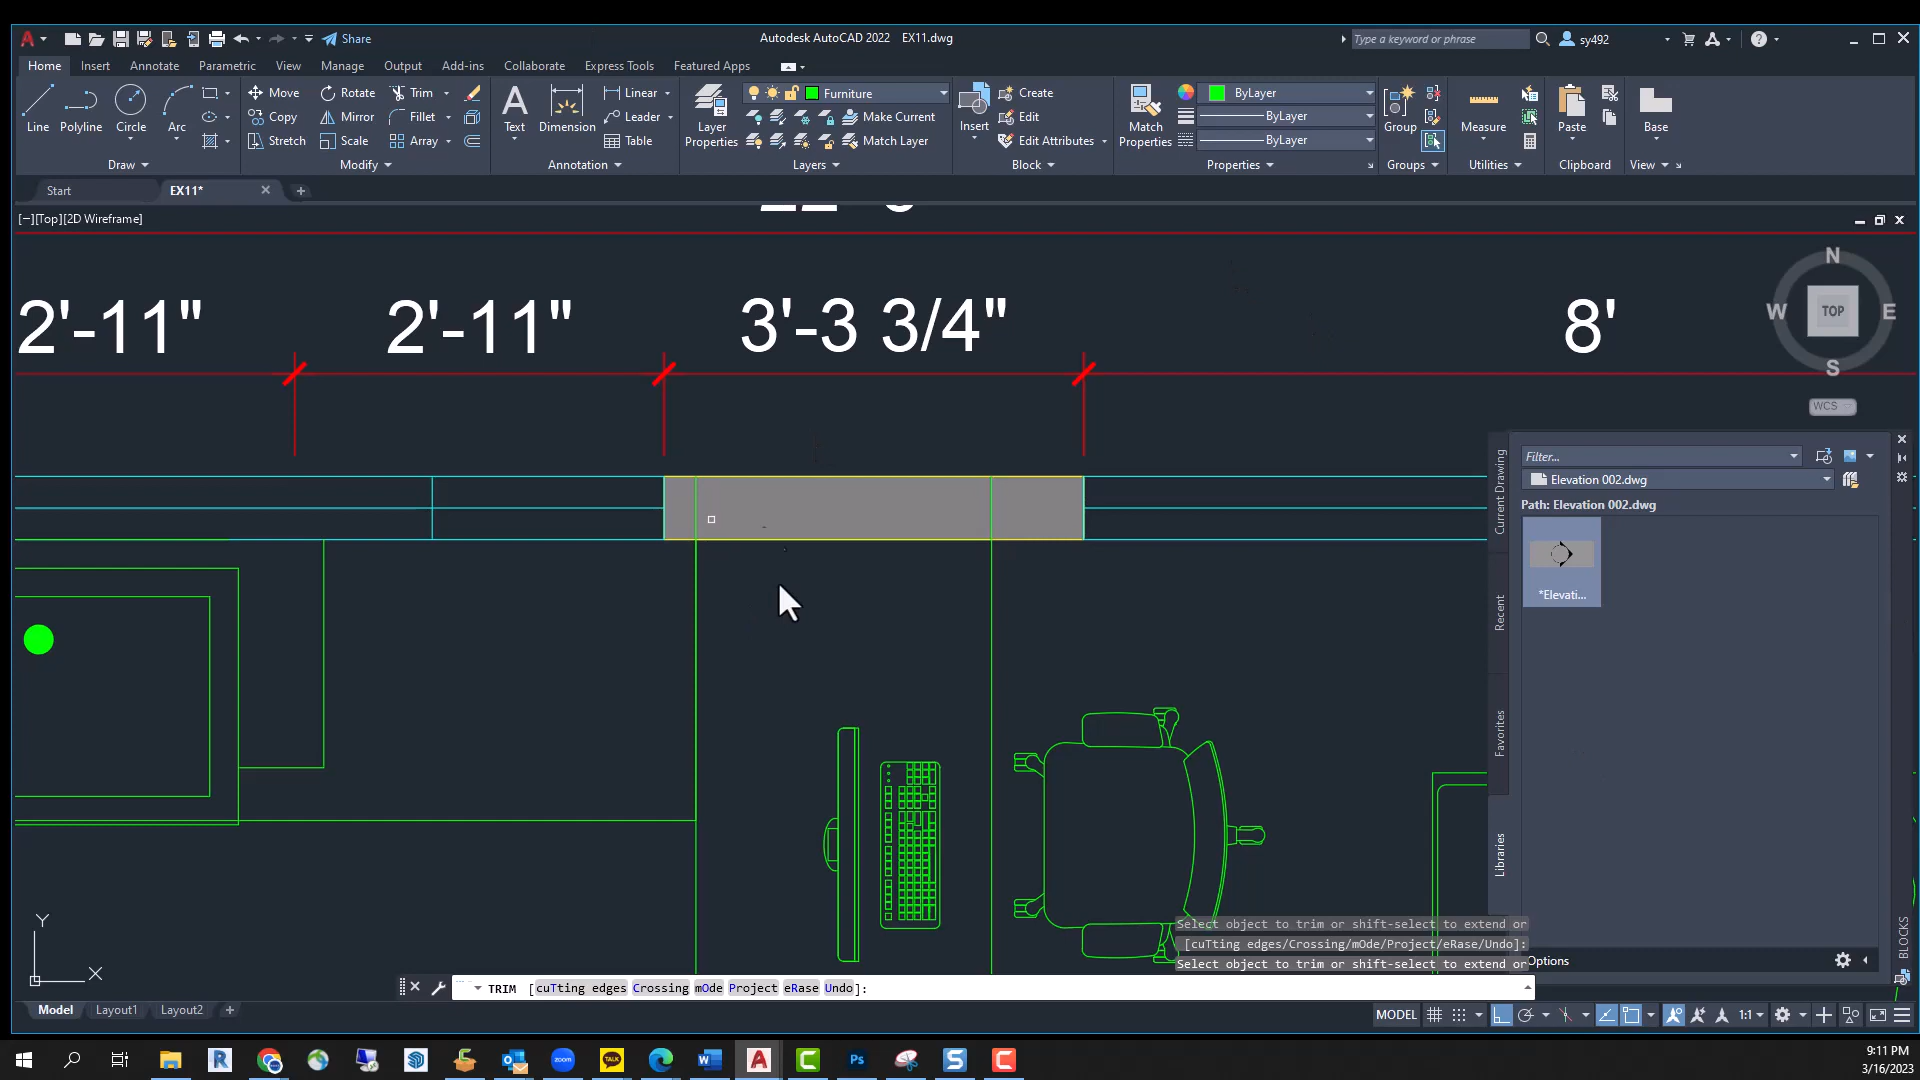 Share
Autodesk AutoCAD 2022 EX11.dwg
Type a keyword or phrase
sy492
Home Insert Annotate Parametric View Manage Output Add-ins Collaborate Express Tools Featured Apps
Line Polyline Circle Arc
Move Rotate Trim
Copy Mirror Fillet
Stretch Scale Array
Text Dimension
Linear
Leader
Table
Layer Properties
Furniture
Make Current
Match Layer
Insert
Create
Edit
Edit Attributes
Match Properties
ByLayer
ByLayer
ByLayer
Group
Measure
Paste
Base
Draw Modify Annotation Layers Block Properties Groups Utilities Clipboard View
Start EX11*
[−][Top][2D Wireframe]
N
W TOP E
S
WCS
2'-11" 2'-11" 3'-3 3/4" 8'
Filter...
Elevation 002.dwg
Path: Elevation 002.dwg
*Elevati...
Current Drawing
Recent
Favorites
Libraries
BLOCKS
Options
Y
X
Select object to trim or shift-select to extend or
[cuTting edges/Crossing/mOde/Project/eRase/Undo]:
Select object to trim or shift-select to extend or
TRIM [cuTting edges Crossing mOde Project eRase Undo]:
Model Layout1 Layout2
MODEL 1:1
zoom
TALK
9:11 PM
3/16/2023